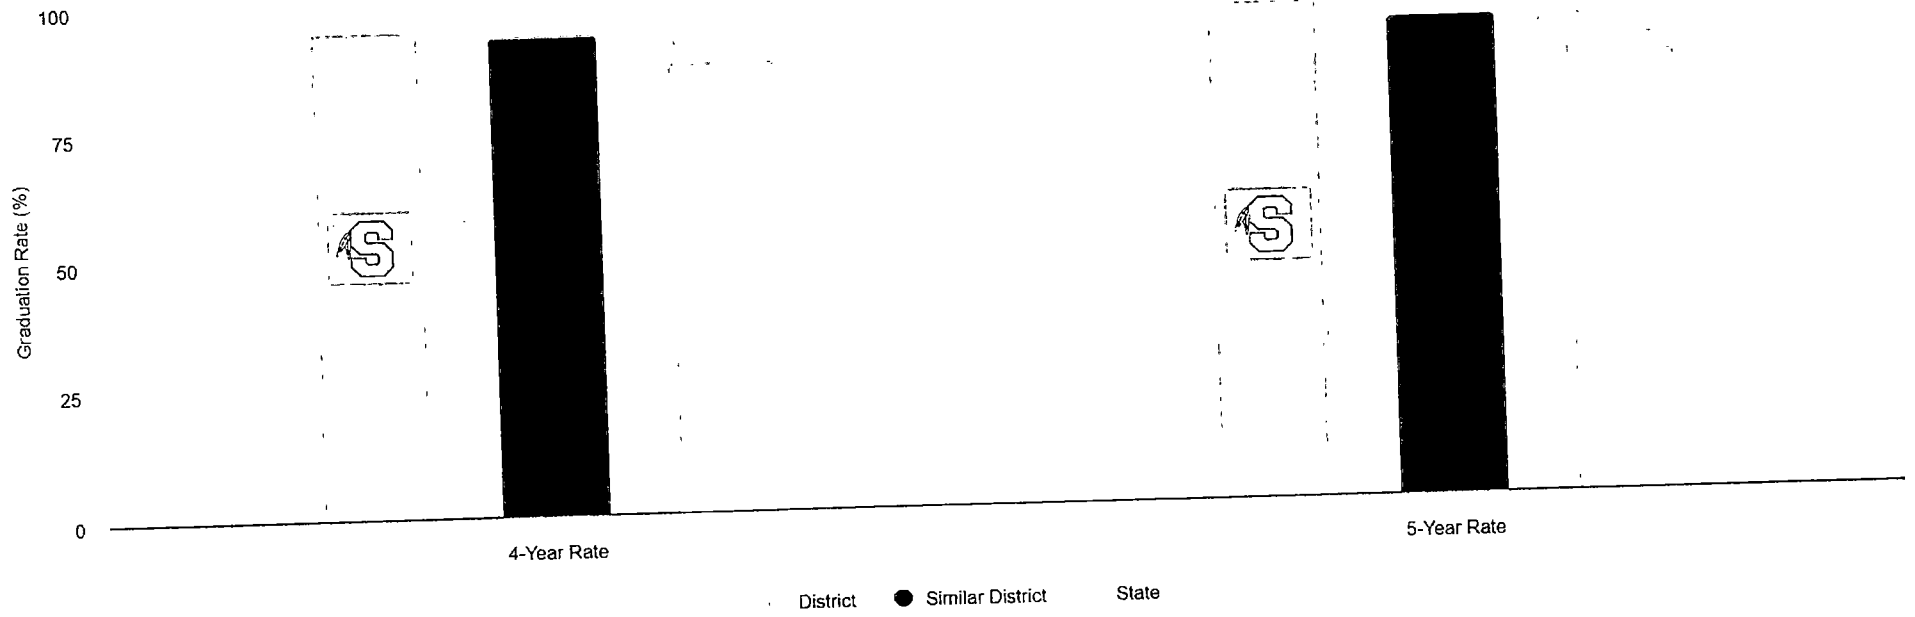 100
75
50
25
0
Graduation Rate (%)
S
S
4-Year Rate
5-Year Rate
District
Similar District
State